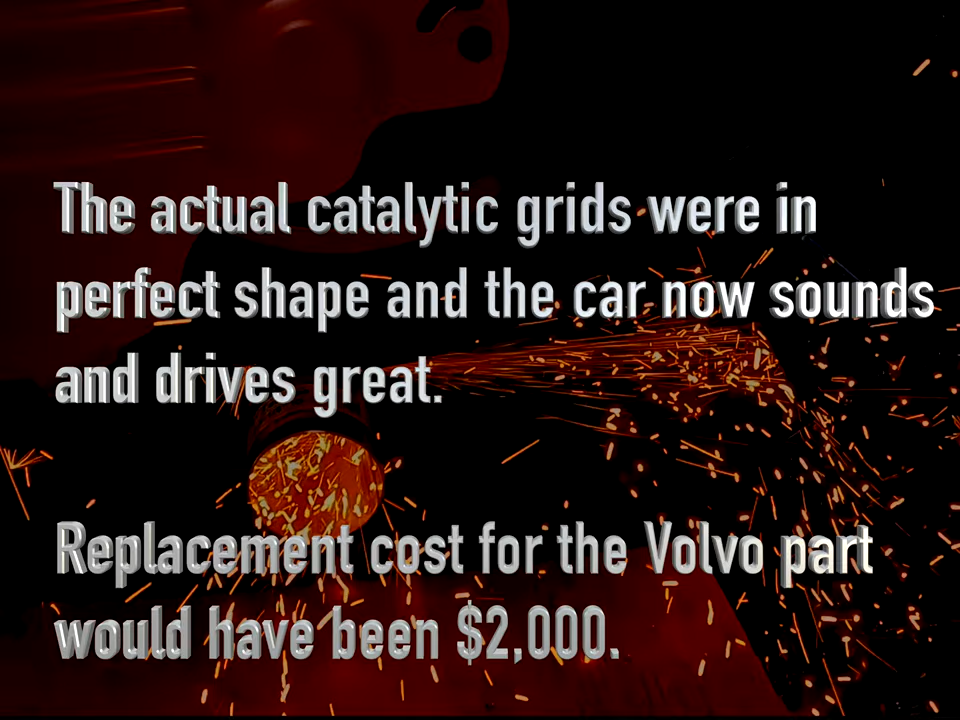 The actual catalytic grids were in
perfect shape and the car now sounds
and drives great.
Replacement cost for the Volvo part
would have been $2,000.